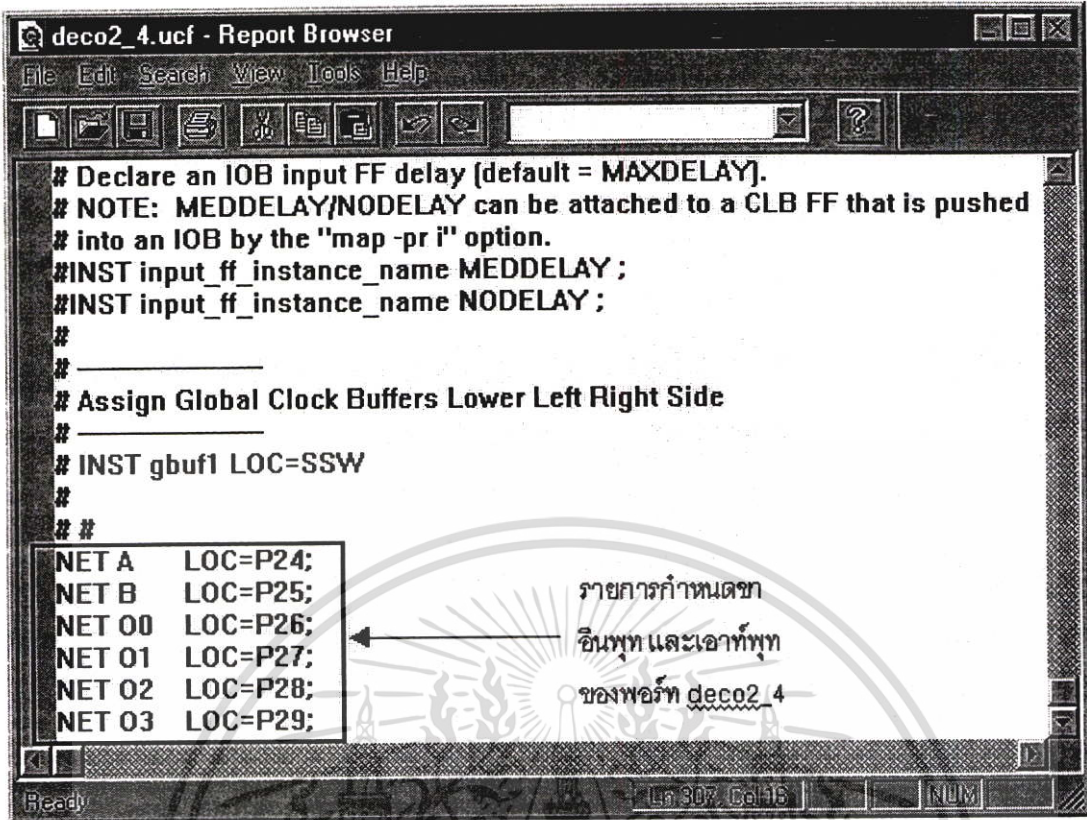 deco2_4.ucf - Report Browser
File Edit Search View Tools Help
# Declare an IOB input FF delay (default = MAXDELAY).
# NOTE:  MEDDELAY/NODELAY can be attached to a CLB FF that is pushed
# into an IOB by the "map -pr i" option.
#INST input_ff_instance_name MEDDELAY ;
#INST input_ff_instance_name NODELAY ;
#
# ——————
# Assign Global Clock Buffers Lower Left Right Side
# ——————
# INST gbuf1 LOC=SSW
#
# #
NET A LOC=P24;
NET B LOC=P25;
NET O0 LOC=P26;
NET O1 LOC=P27;
NET O2 LOC=P28;
NET O3 LOC=P29;
รายการกำหนดขา
อินพุท และเอาท์พุท
ของพอร์ท deco2_4
Ready Ln 307, Col 16 NUM